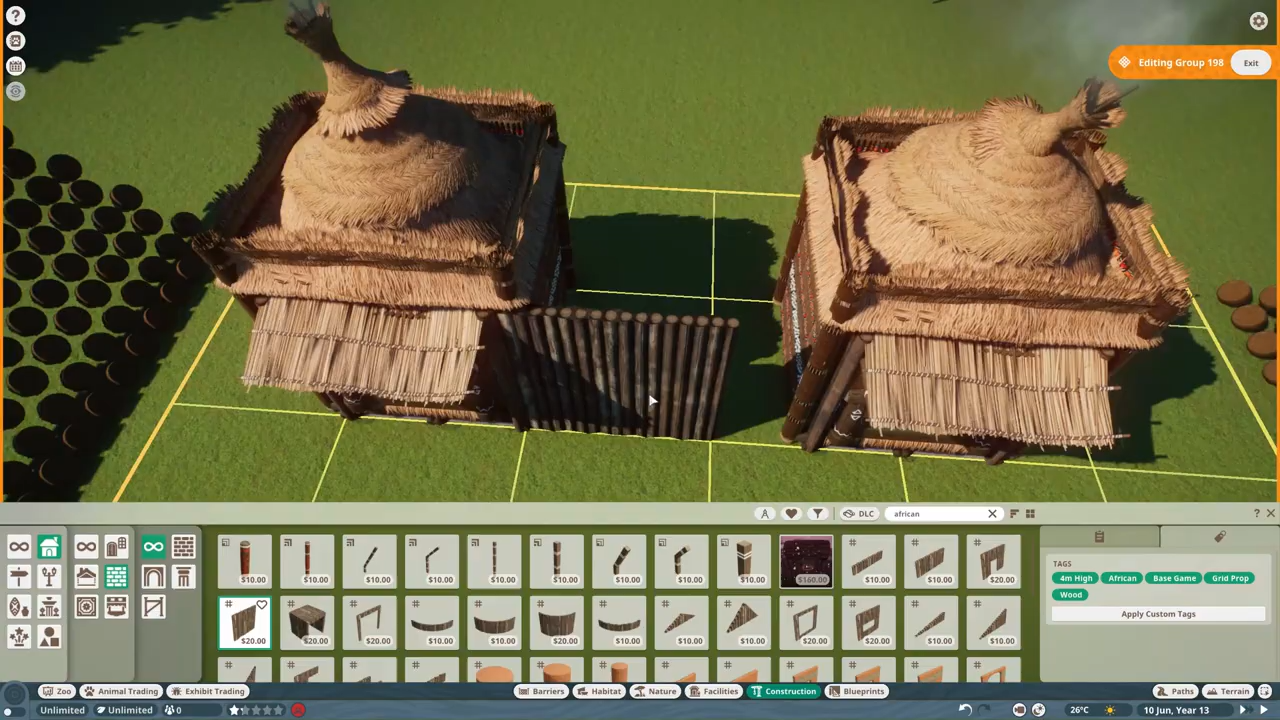 ?
Editing Group 198 Exit
DLC african
? ×
$10.00 $10.00 $10.00 $10.00 $10.00 $10.00 $10.00 $10.00 $10.00 $160.00 $10.00 $10.00 $20.00
$20.00 $20.00 $20.00 $10.00 $10.00 $20.00 $10.00 $10.00 $10.00 $20.00 $20.00 $10.00 $10.00
TAGS
4m High African Base Game Grid Prop
Wood
Apply Custom Tags
Zoo Animal Trading Exhibit Trading Barriers Habitat Nature Facilities Construction Blueprints Paths Terrain
Unlimited Unlimited 0 26°C 10 Jun, Year 13